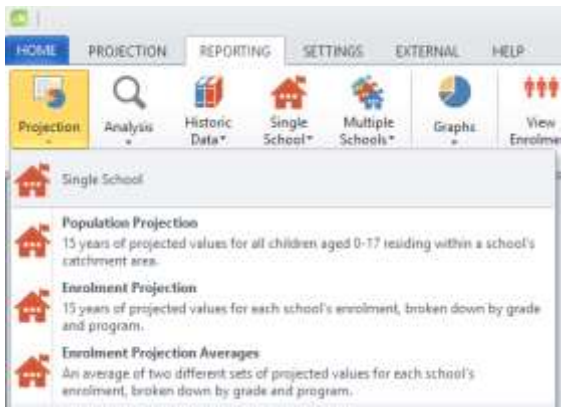 HOME PROJECTION REPORTING SETTINGS EXTERNAL HELP
Projection Analysis Historic Data Single School Multiple Schools Graphs View
Single School
Population Projection
15 years of projected values for all children aged 0-17 residing within a school's
catchment area.
Enrolment Projection
15 years of projected values for each school's enrolment, broken down by grade
and program.
Enrolment Projection Averages
An average of two different sets of projected values for each school's
enrolment, broken down by grade and program.